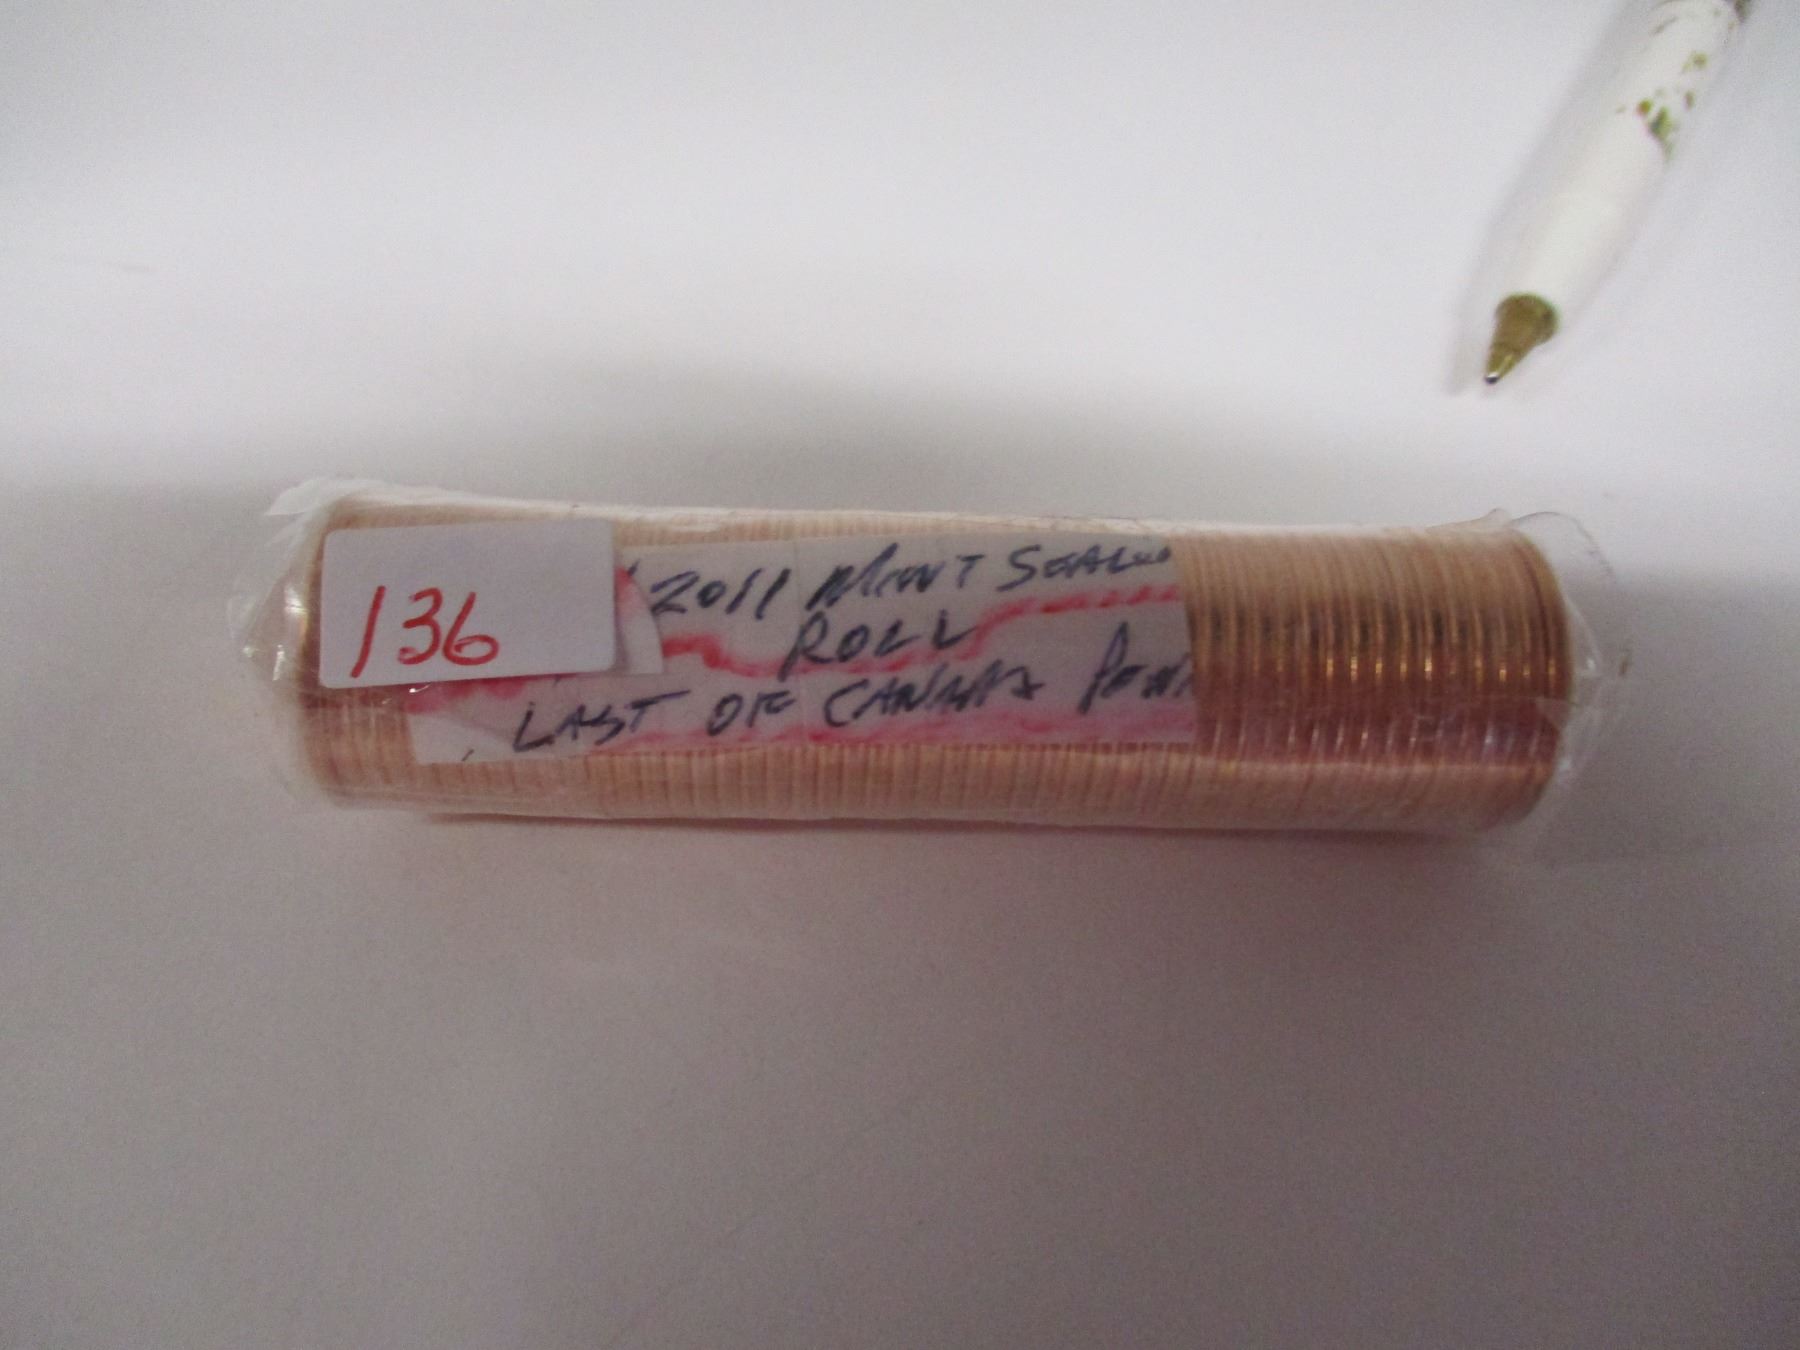 136
2011 MINT SEALED
ROLL
LAST OF CANADA